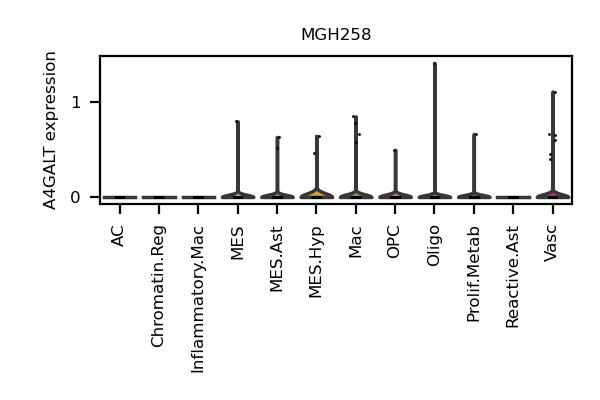 MGH258
A4GALT expression
1
0
AC
Chromatin.Reg
Inflammatory.Mac
MES
MES.Ast
MES.Hyp
Mac
OPC
Oligo
Prolif.Metab
Reactive.Ast
Vasc